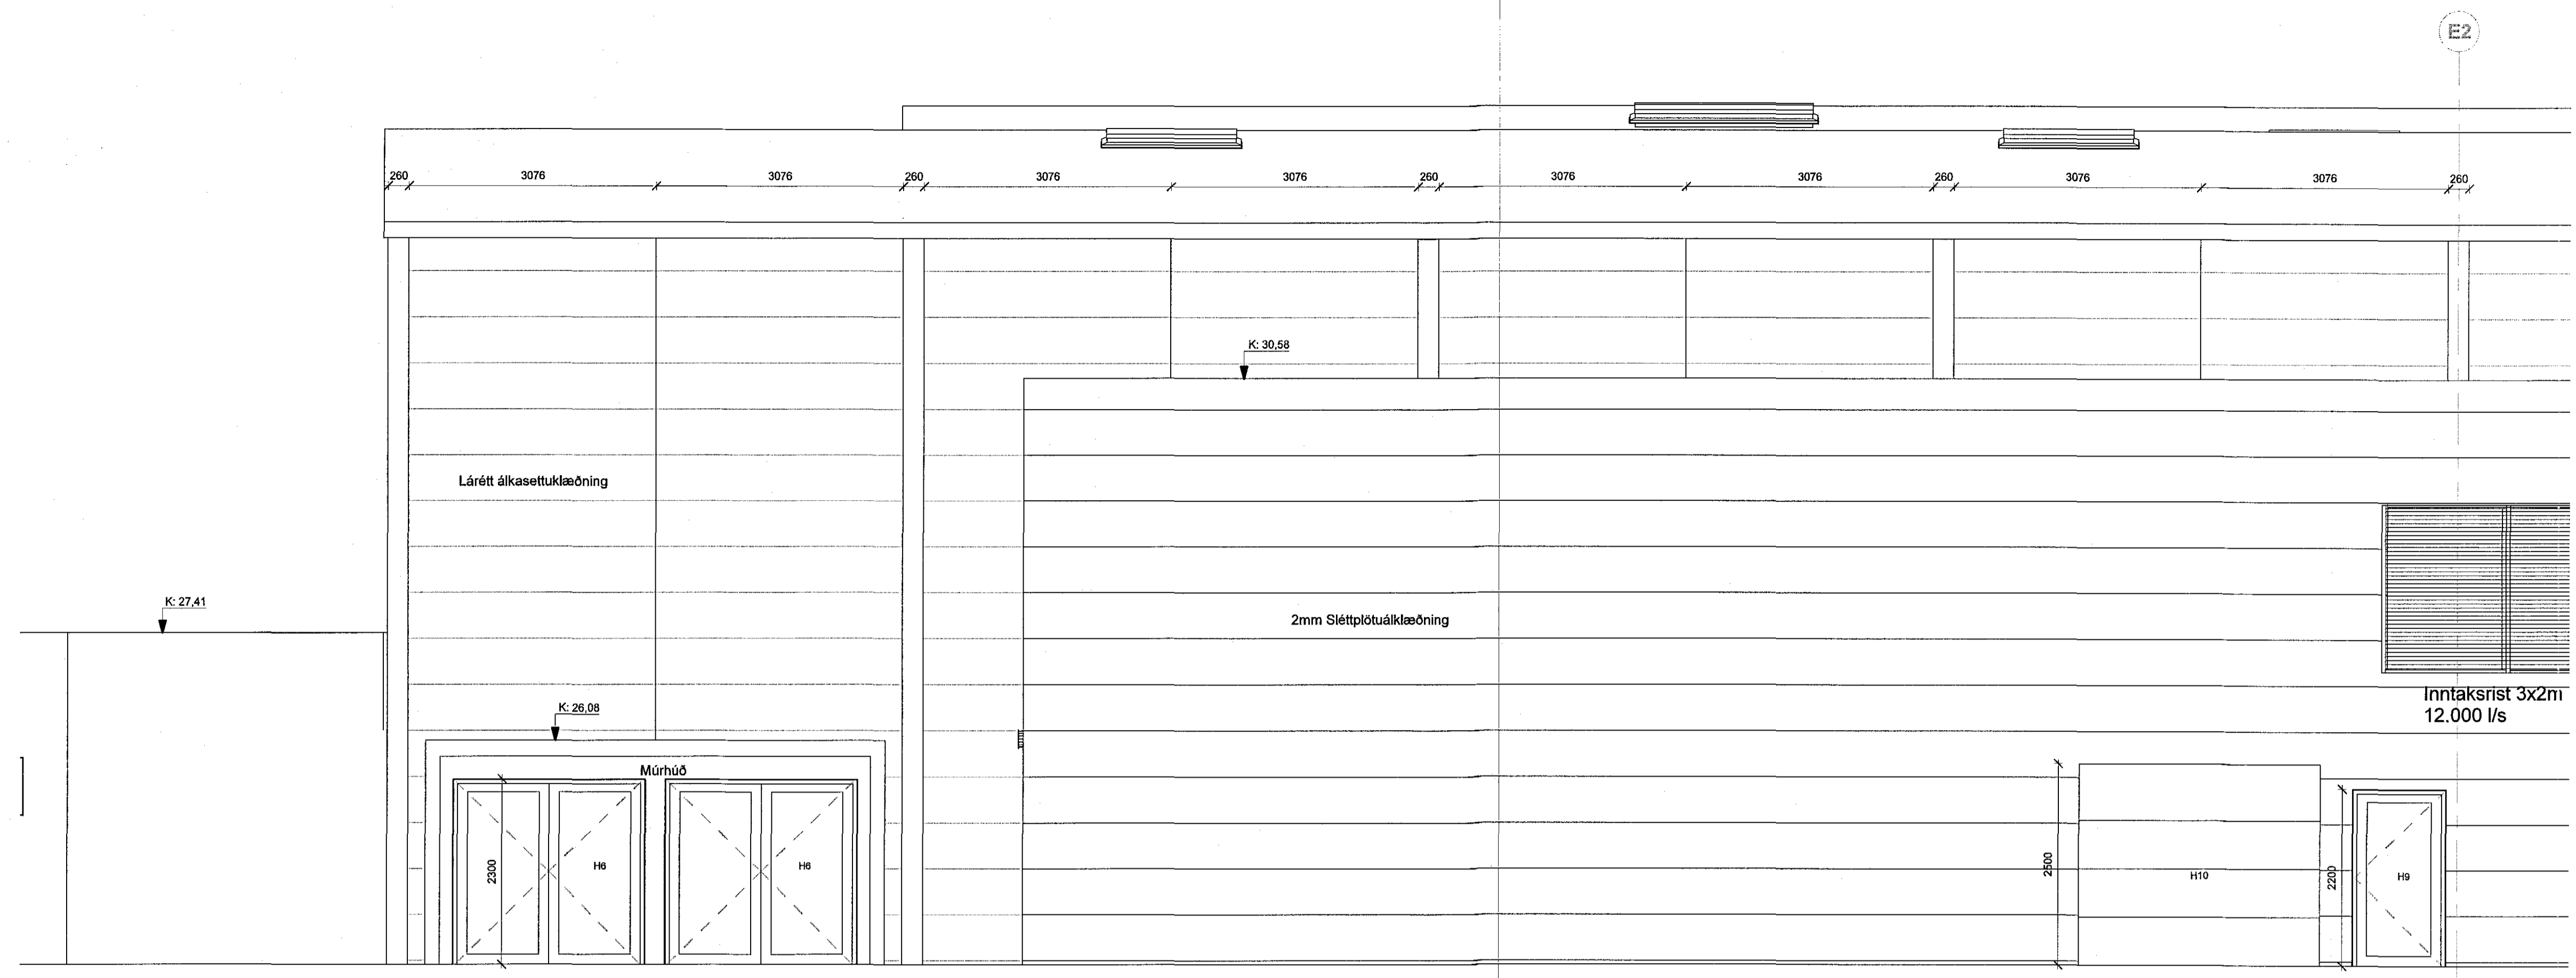 E2
260 3076 3076 260 3076 3076 260 3076 3076 260 3076 3076 260
K: 30,58
Lárétt álkasettuklæðning
K: 27,41
2mm Sléttplötuálklæðning
Inntaksrist 3x2m
12.000 l/s
K: 26,08
Múrhúð
2300
H6
H6
2500
H10
2200
H9